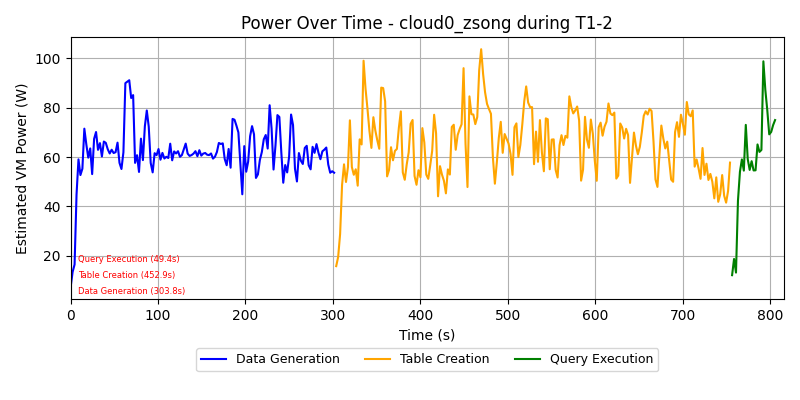 Power Over Time - cloud0_zsong during T1-2
Estimated VM Power (W)
100
80
60
40
20
Query Execution (49.4s)
Table Creation (452.9s)
Data Generation (303.8s)
0 100 200 300 400 500 600 700 800
Time (s)
Data Generation Table Creation Query Execution